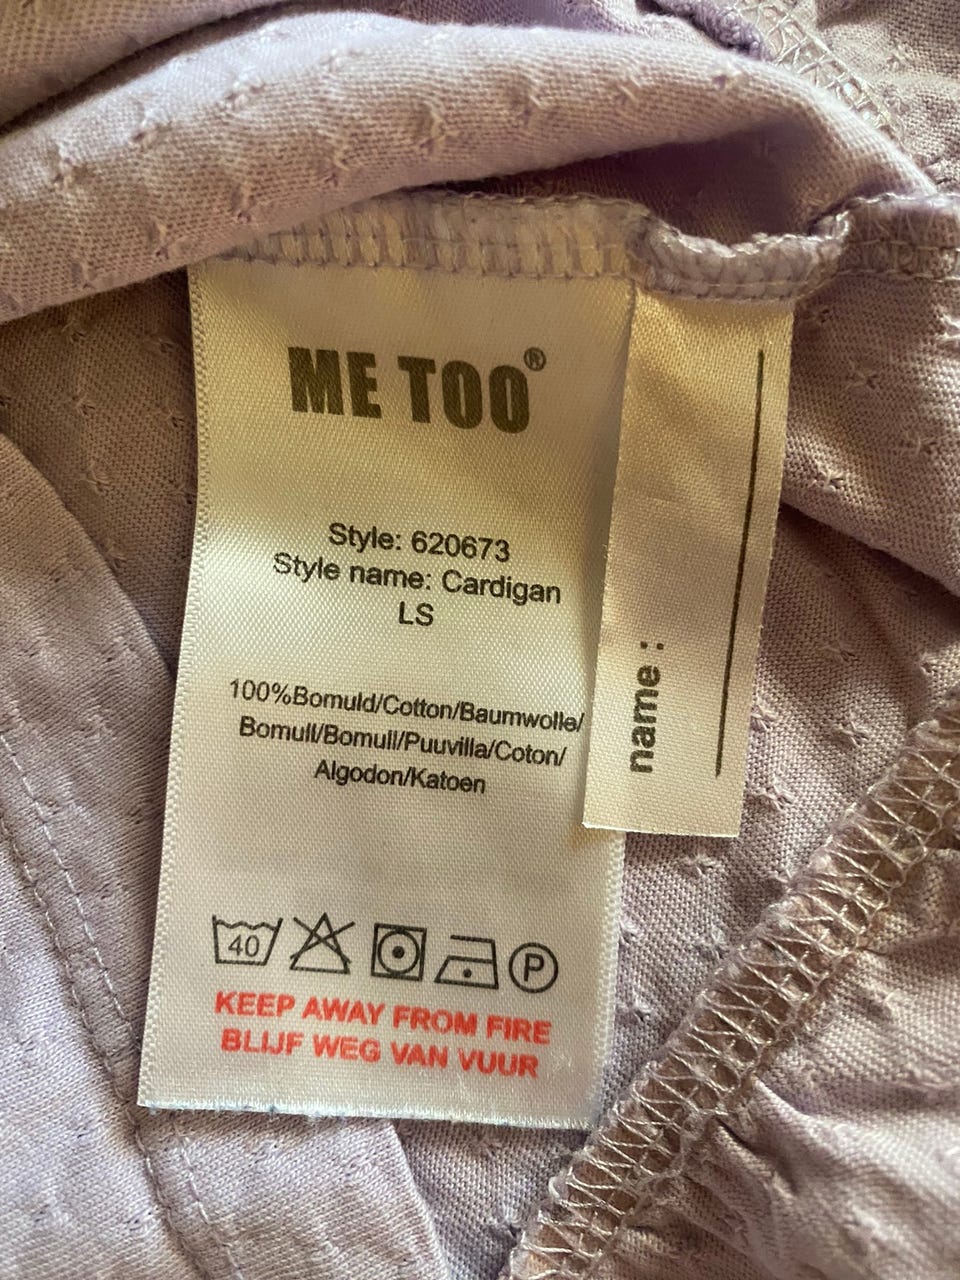 ME TOO®
Style: 620673
Style name: Cardigan
LS
100%Bomuld/Cotton/Baumwolle/
Bomull/Bomull/Puuvilla/Coton/
Algodon/Katoen
40
P
KEEP AWAY FROM FIRE
BLIJF WEG VAN VUUR
name :